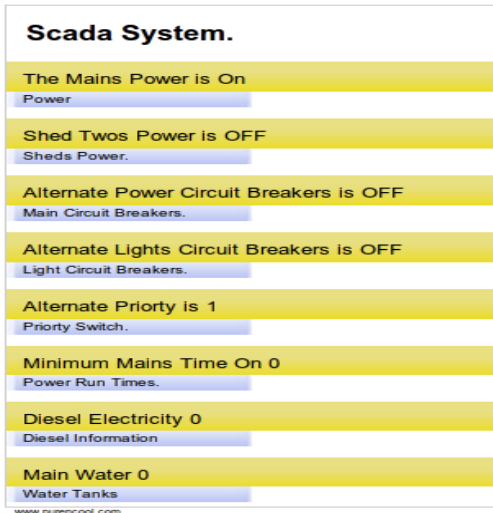 Scada System.
The Mains Power is On
Power
Shed Twos Power is OFF
Sheds Power.
Alternate Power Circuit Breakers is OFF
Main Circuit Breakers.
Alternate Lights Circuit Breakers is OFF
Light Circuit Breakers.
Alternate Priorty is 1
Priorty Switch.
Minimum Mains Time On 0
Power Run Times.
Diesel Electricity 0
Diesel Information
Main Water 0
Water Tanks
www.purencool.com